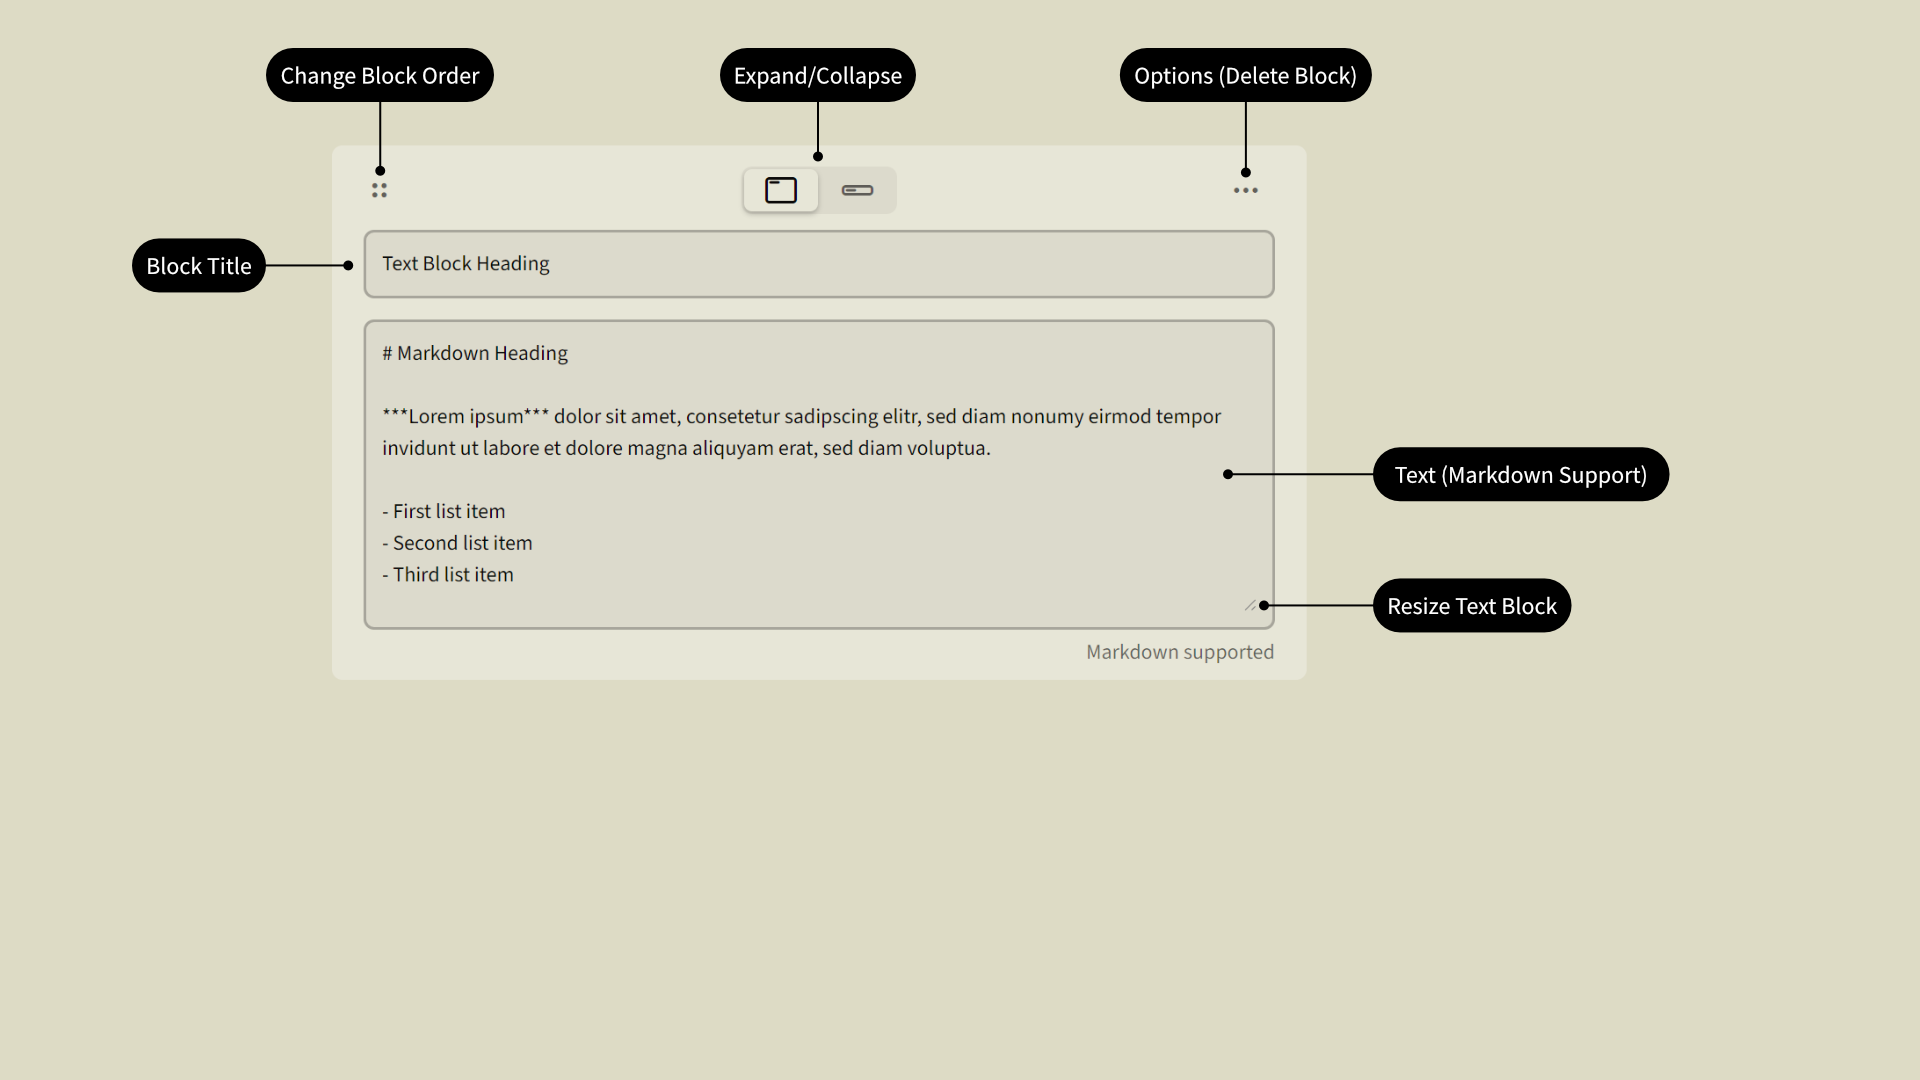 Change Block Order
Expand/Collapse
Options (Delete Block)
Block Title
Text Block Heading
# Markdown Heading
***Lorem ipsum*** dolor sit amet, consetetur sadipscing elitr, sed diam nonumy eirmod tempor
invidunt ut labore et dolore magna aliquyam erat, sed diam voluptua.
- First list item
- Second list item
- Third list item
Text (Markdown Support)
Resize Text Block
Markdown supported